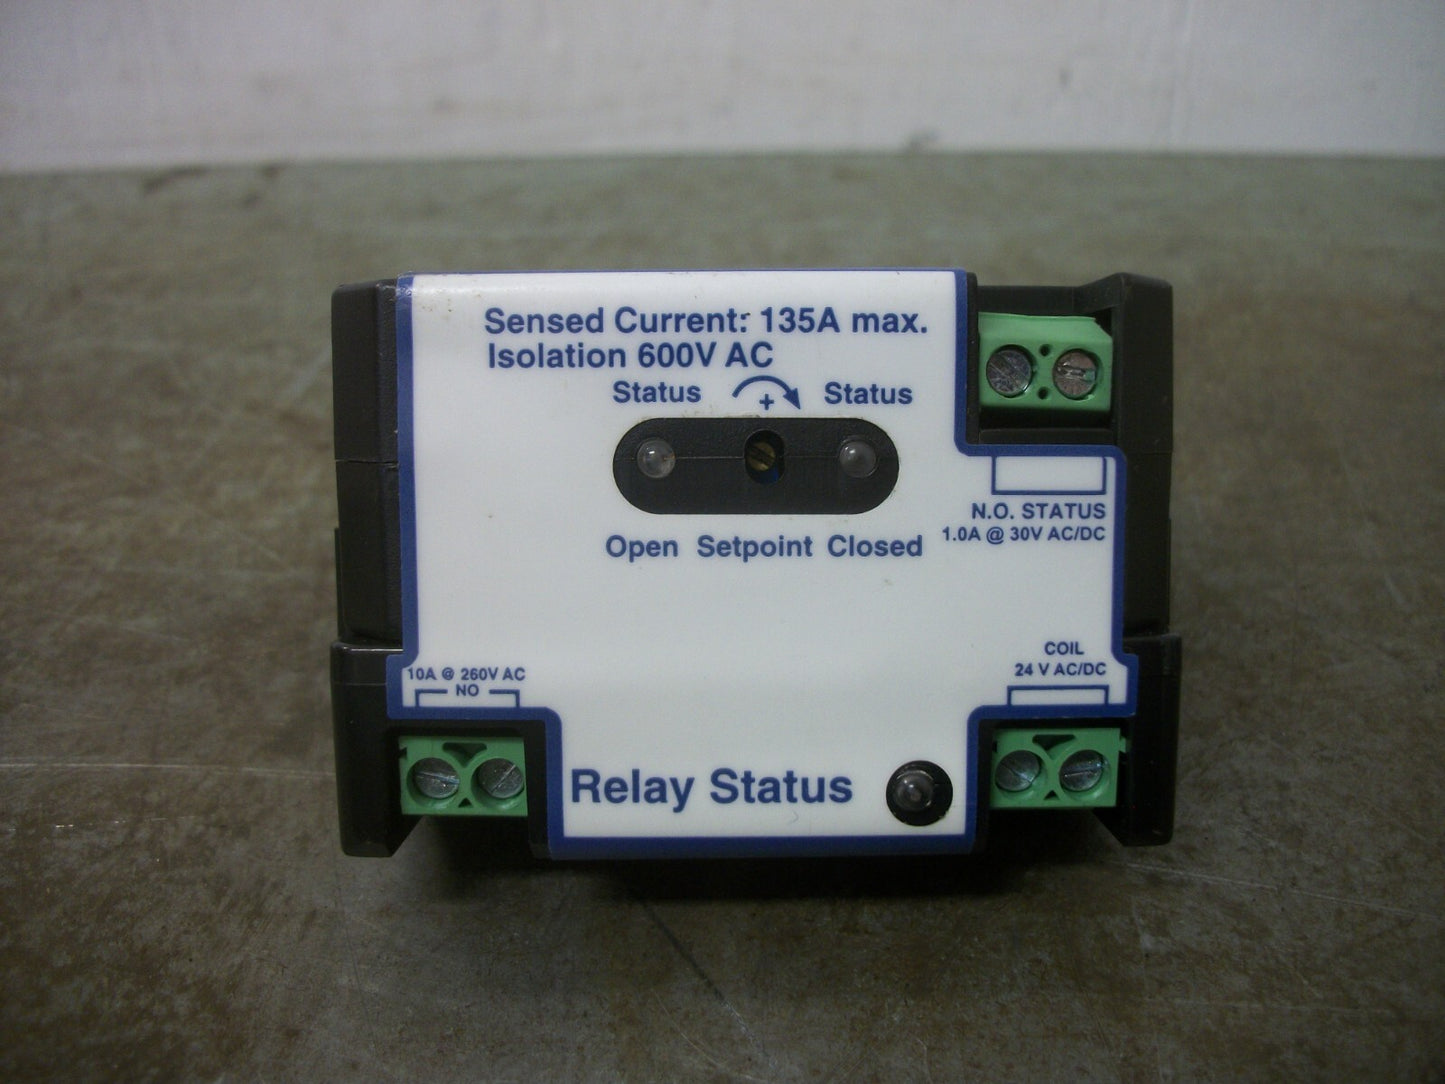 Sensed Current: 135A max.
Isolation 600V AC
Status + Status
Open Setpoint Closed
N.O. STATUS
1.0A @ 30V AC/DC
COIL
24 V AC/DC
10A @ 260V AC
NO
Relay Status